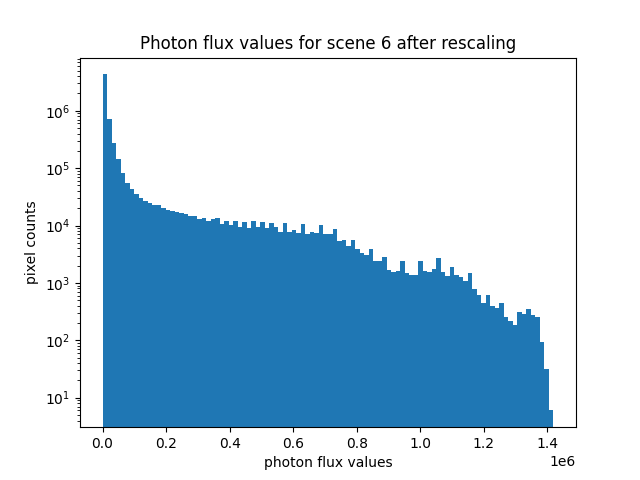 Photon flux values for scene 6 after rescaling
pixel counts
10^6
10^5
10^4
10^3
10^2
10^1
0.0 0.2 0.4 0.6 0.8 1.0 1.2 1.4
1e6
photon flux values